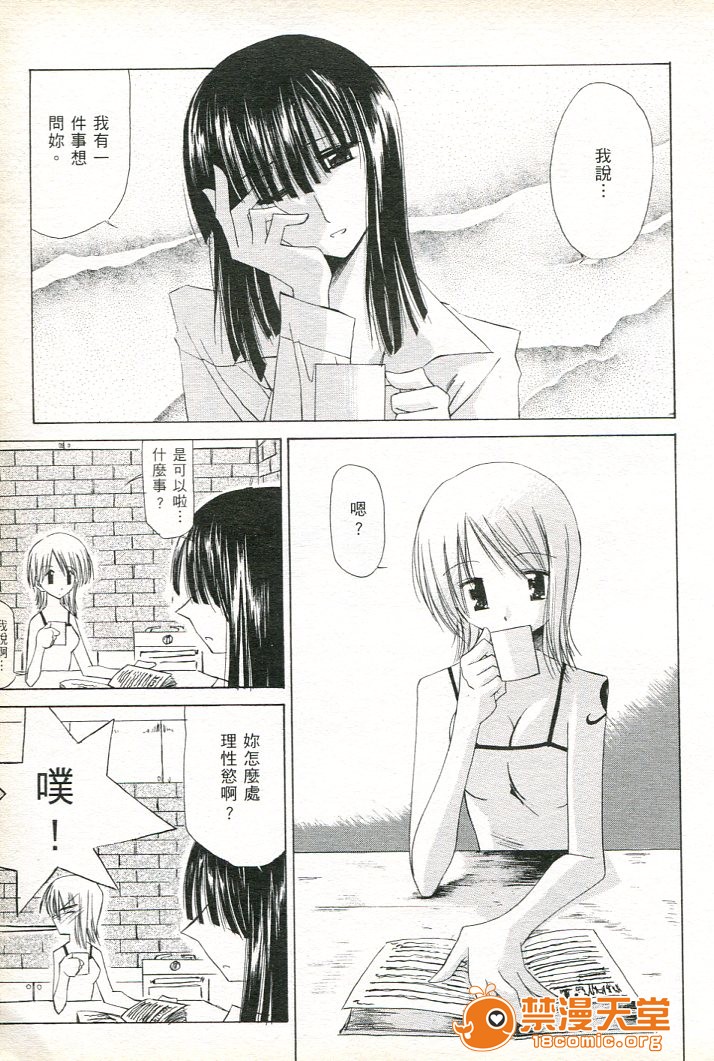 我說…
我有一
件事想
問妳。
嗯？
是可以啦…
什麼事？
我說啊…
妳怎麼處
理性慾啊？
噗！
禁漫天堂
18comic.org